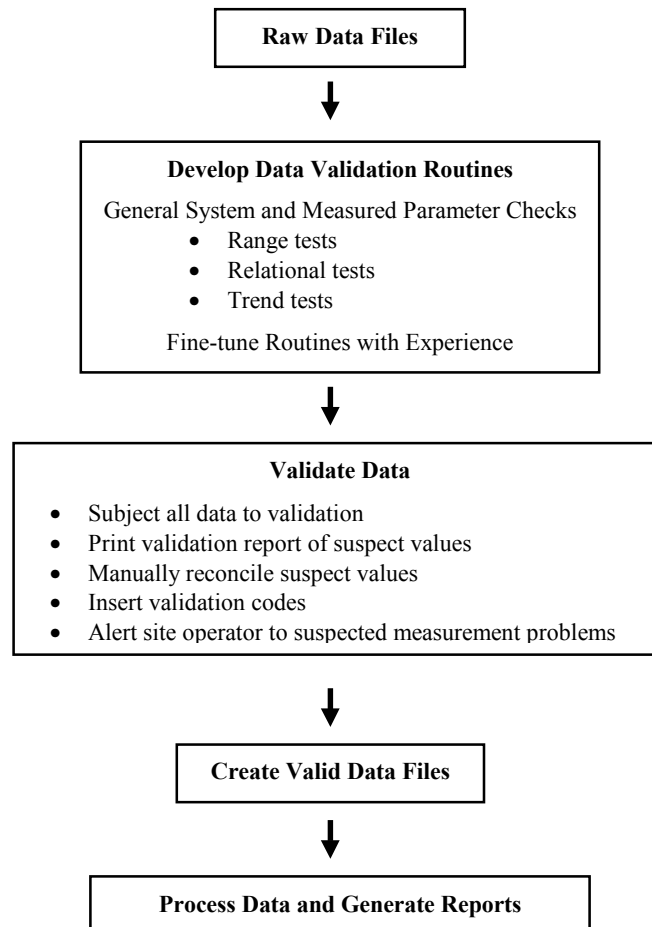 Raw Data Files
Develop Data Validation Routines
General System and Measured Parameter Checks
• Range tests
• Relational tests
• Trend tests
Fine-tune Routines with Experience
Validate Data
• Subject all data to validation
• Print validation report of suspect values
• Manually reconcile suspect values
• Insert validation codes
• Alert site operator to suspected measurement problems
Create Valid Data Files
Process Data and Generate Reports